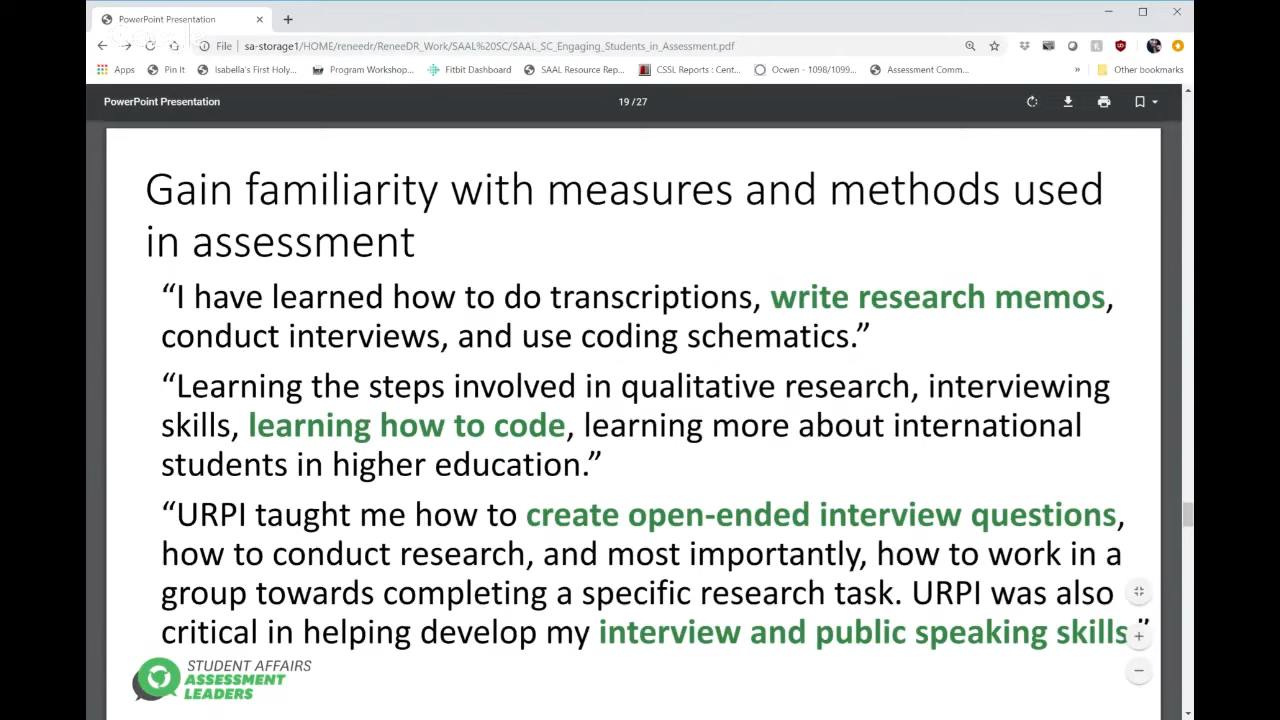 PowerPoint Presentation
File
sa-storage1/HOME/reneedr/ReneeDR_Work/SAAL%20SC/SAAL_SC_Engaging_Students_in_Assessment.pdf
Apps
Pin It
Isabella's First Holy...
Program Workshop...
Fitbit Dashboard
SAAL Resource Rep...
CSSL Reports : Cent...
Ocwen - 1098/1099...
Assessment Comm...
»
Other bookmarks
PowerPoint Presentation
19 / 27
Gain familiarity with measures and methods used
in assessment
“I have learned how to do transcriptions, write research memos,
conduct interviews, and use coding schematics.”
“Learning the steps involved in qualitative research, interviewing
skills, learning how to code, learning more about international
students in higher education.”
“URPI taught me how to create open-ended interview questions,
how to conduct research, and most importantly, how to work in a
group towards completing a specific research task. URPI was also
critical in helping develop my interview and public speaking skills.”
STUDENT AFFAIRS
ASSESSMENT
LEADERS